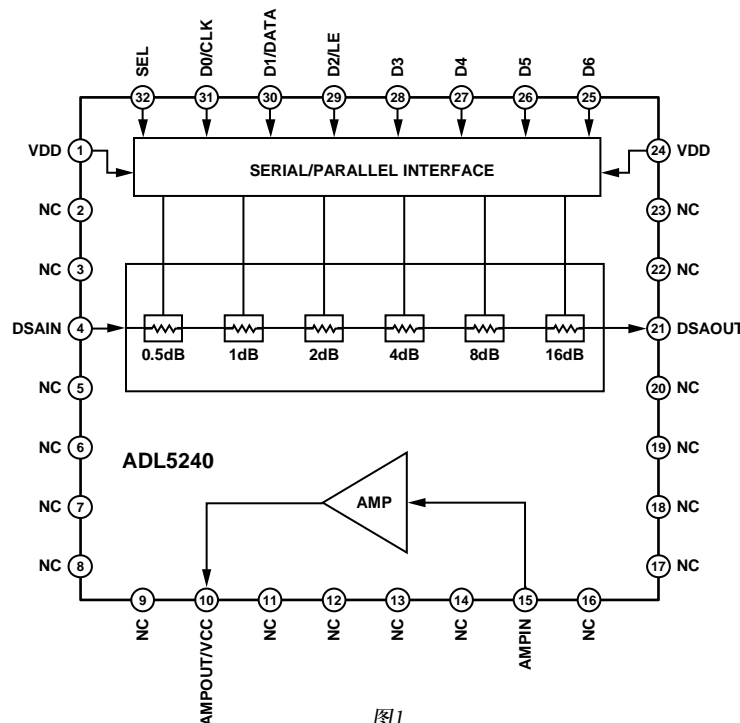 SEL
D0/CLK
D1/DATA
D2/LE
D3
D4
D5
D6
32 31 30 29 28 27 26 25
VDD 1 SERIAL/PARALLEL INTERFACE 24 VDD
NC 2 23 NC
NC 3 22 NC
DSAIN 4 21 DSAOUT
0.5dB 1dB 2dB 4dB 8dB 16dB
NC 5 20 NC
NC 6 19 NC
ADL5240
NC 7 AMP 18 NC
NC 8 17 NC
9 10 11 12 13 14 15 16
NC
AMPOUT/VCC
NC
NC
NC
NC
AMPIN
NC
图1